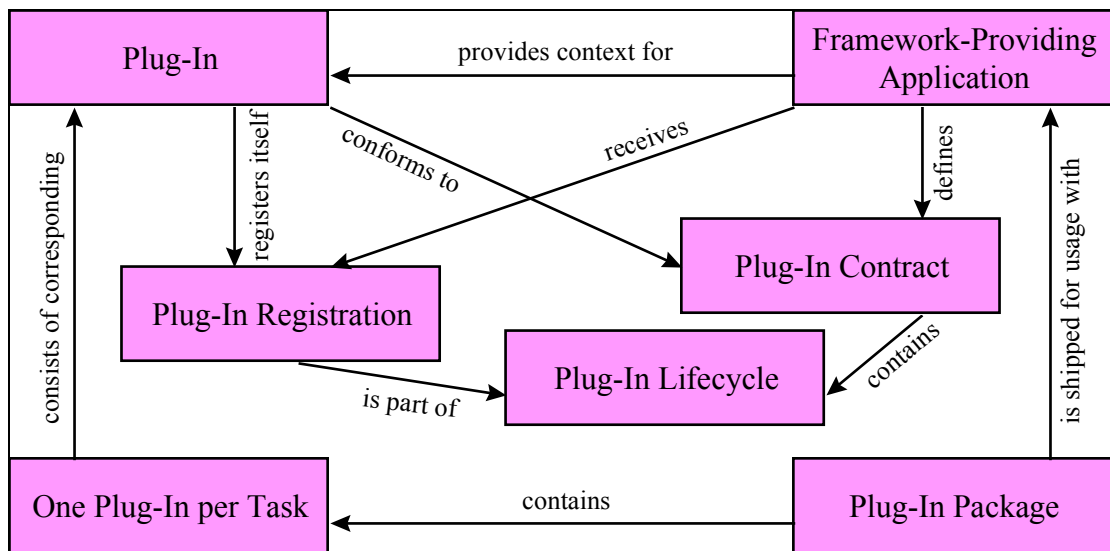 Plug-In
provides context for
Framework-Providing
Application
registers itself
conforms to
receives
defines
consists of corresponding
is shipped for usage with
Plug-In Contract
Plug-In Registration
Plug-In Lifecycle
contains
is part of
One Plug-In per Task
contains
Plug-In Package